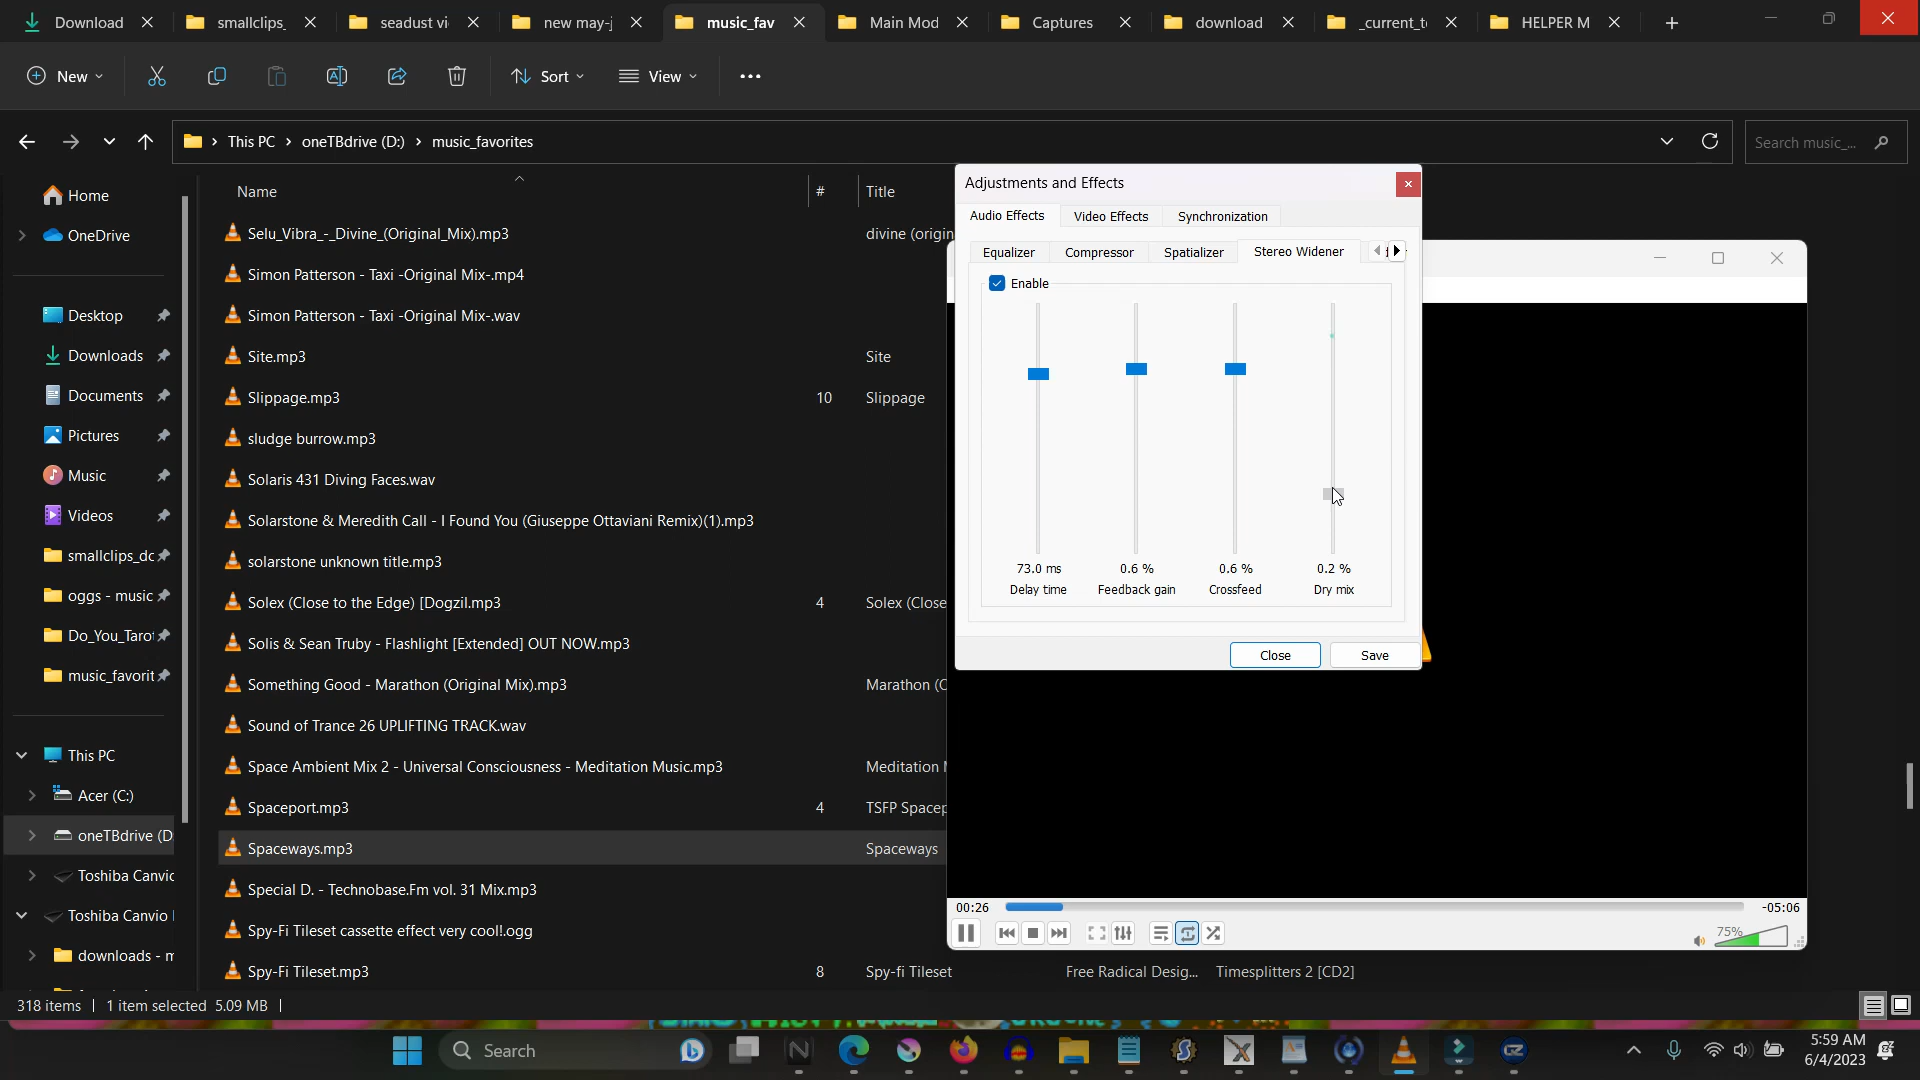 Download
smallclips_
seadust vi
new may-j
music_fav
Main Mod
Captures
download
_current_t
HELPER M
New
Sort
View
This PC
oneTBdrive (D:)
music_favorites
Search music_...
Home
OneDrive
Desktop
Downloads
Documents
Pictures
Music
Videos
smallclips_dc
oggs - music
Do_You_Taro
music_favorit
This PC
Acer (C:)
oneTBdrive (D
Toshiba Canvic
Toshiba Canvio
downloads - m
Name # Title
Selu_Vibra_-_Divine_(Original_Mix).mp3 divine (origin
Simon Patterson - Taxi -Original Mix-.mp4
Simon Patterson - Taxi -Original Mix-.wav
Site.mp3 Site
Slippage.mp3 10 Slippage
sludge burrow.mp3
Solaris 431 Diving Faces.wav
Solarstone & Meredith Call - I Found You (Giuseppe Ottaviani Remix)(1).mp3
solarstone unknown title.mp3
Solex (Close to the Edge) [Dogzil.mp3 4 Solex (Close
Solis & Sean Truby - Flashlight [Extended] OUT NOW.mp3
Something Good - Marathon (Original Mix).mp3 Marathon (O
Sound of Trance 26 UPLIFTING TRACK.wav
Space Ambient Mix 2 - Universal Consciousness - Meditation Music.mp3 Meditation M
Spaceport.mp3 4 TSFP Spacep
Spaceways.mp3 Spaceways
Special D. - Technobase.Fm vol. 31 Mix.mp3
Spy-Fi Tileset cassette effect very cool!.ogg
Spy-Fi Tileset.mp3 8 Spy-fi Tileset Free Radical Desig... Timesplitters 2 [CD2]
Adjustments and Effects
Audio Effects Video Effects Synchronization
Equalizer Compressor Spatializer Stereo Widener
Enable
73.0 ms 0.6 % 0.6 % 0.2 %
Delay time Feedback gain Crossfeed Dry mix
Close Save
00:26 -05:06
75%
318 items 1 item selected 5.09 MB
Search
5:59 AM
6/4/2023